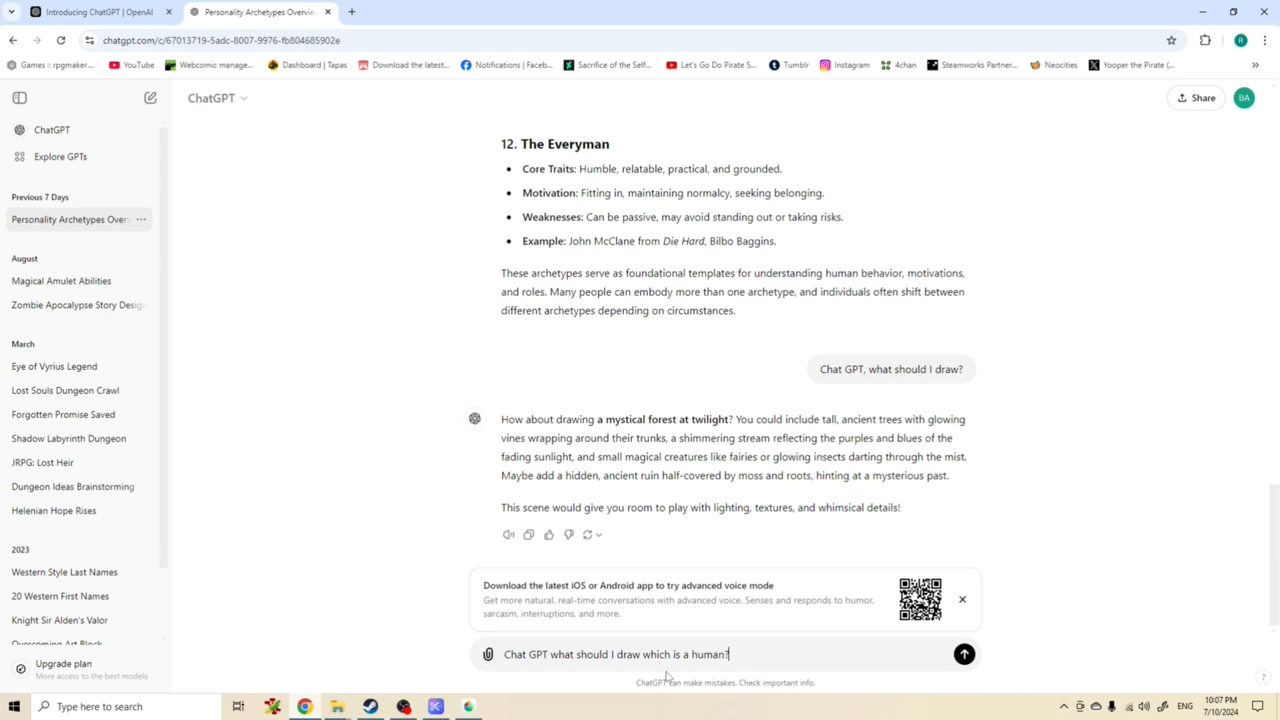 Introducing ChatGPT | OpenAI
Personality Archetypes Overvie
chatgpt.com/c/67013719-5adc-8007-9976-fb804685902e
Games :: rpgmaker...
YouTube
Webcomic manage...
Dashboard | Tapas
Download the latest...
Notifications | Faceb...
Sacrifice of the Self...
Let's Go Do Pirate S...
Tumblr
Instagram
4chan
Steamworks Partner...
Neocities
Yooper the Pirate (...
ChatGPT
Share
BA
ChatGPT
Explore GPTs
Previous 7 Days
Personality Archetypes Over
August
Magical Amulet Abilities
Zombie Apocalypse Story Desig
March
Eye of Vyrius Legend
Lost Souls Dungeon Crawl
Forgotten Promise Saved
Shadow Labyrinth Dungeon
JRPG: Lost Heir
Dungeon Ideas Brainstorming
Helenian Hope Rises
2023
Western Style Last Names
20 Western First Names
Knight Sir Alden's Valor
Overcoming Art Block
Upgrade plan
More access to the best models
12. The Everyman
Core Traits: Humble, relatable, practical, and grounded.
Motivation: Fitting in, maintaining normalcy, seeking belonging.
Weaknesses: Can be passive, may avoid standing out or taking risks.
Example: John McClane from Die Hard, Bilbo Baggins.
These archetypes serve as foundational templates for understanding human behavior, motivations,
and roles. Many people can embody more than one archetype, and individuals often shift between
different archetypes depending on circumstances.
Chat GPT, what should I draw?
How about drawing a mystical forest at twilight? You could include tall, ancient trees with glowing
vines wrapping around their trunks, a shimmering stream reflecting the purples and blues of the
fading sunlight, and small magical creatures like fairies or glowing insects darting through the mist.
Maybe add a hidden, ancient ruin half-covered by moss and roots, hinting at a mysterious past.
This scene would give you room to play with lighting, textures, and whimsical details!
Download the latest iOS or Android app to try advanced voice mode
Get more natural, real-time conversations with advanced voice. Senses and responds to humor,
sarcasm, interruptions, and more.
Chat GPT what should I draw which is a human?
ChatGPT can make mistakes. Check important info.
?
Type here to search
ENG
10:07 PM
7/10/2024